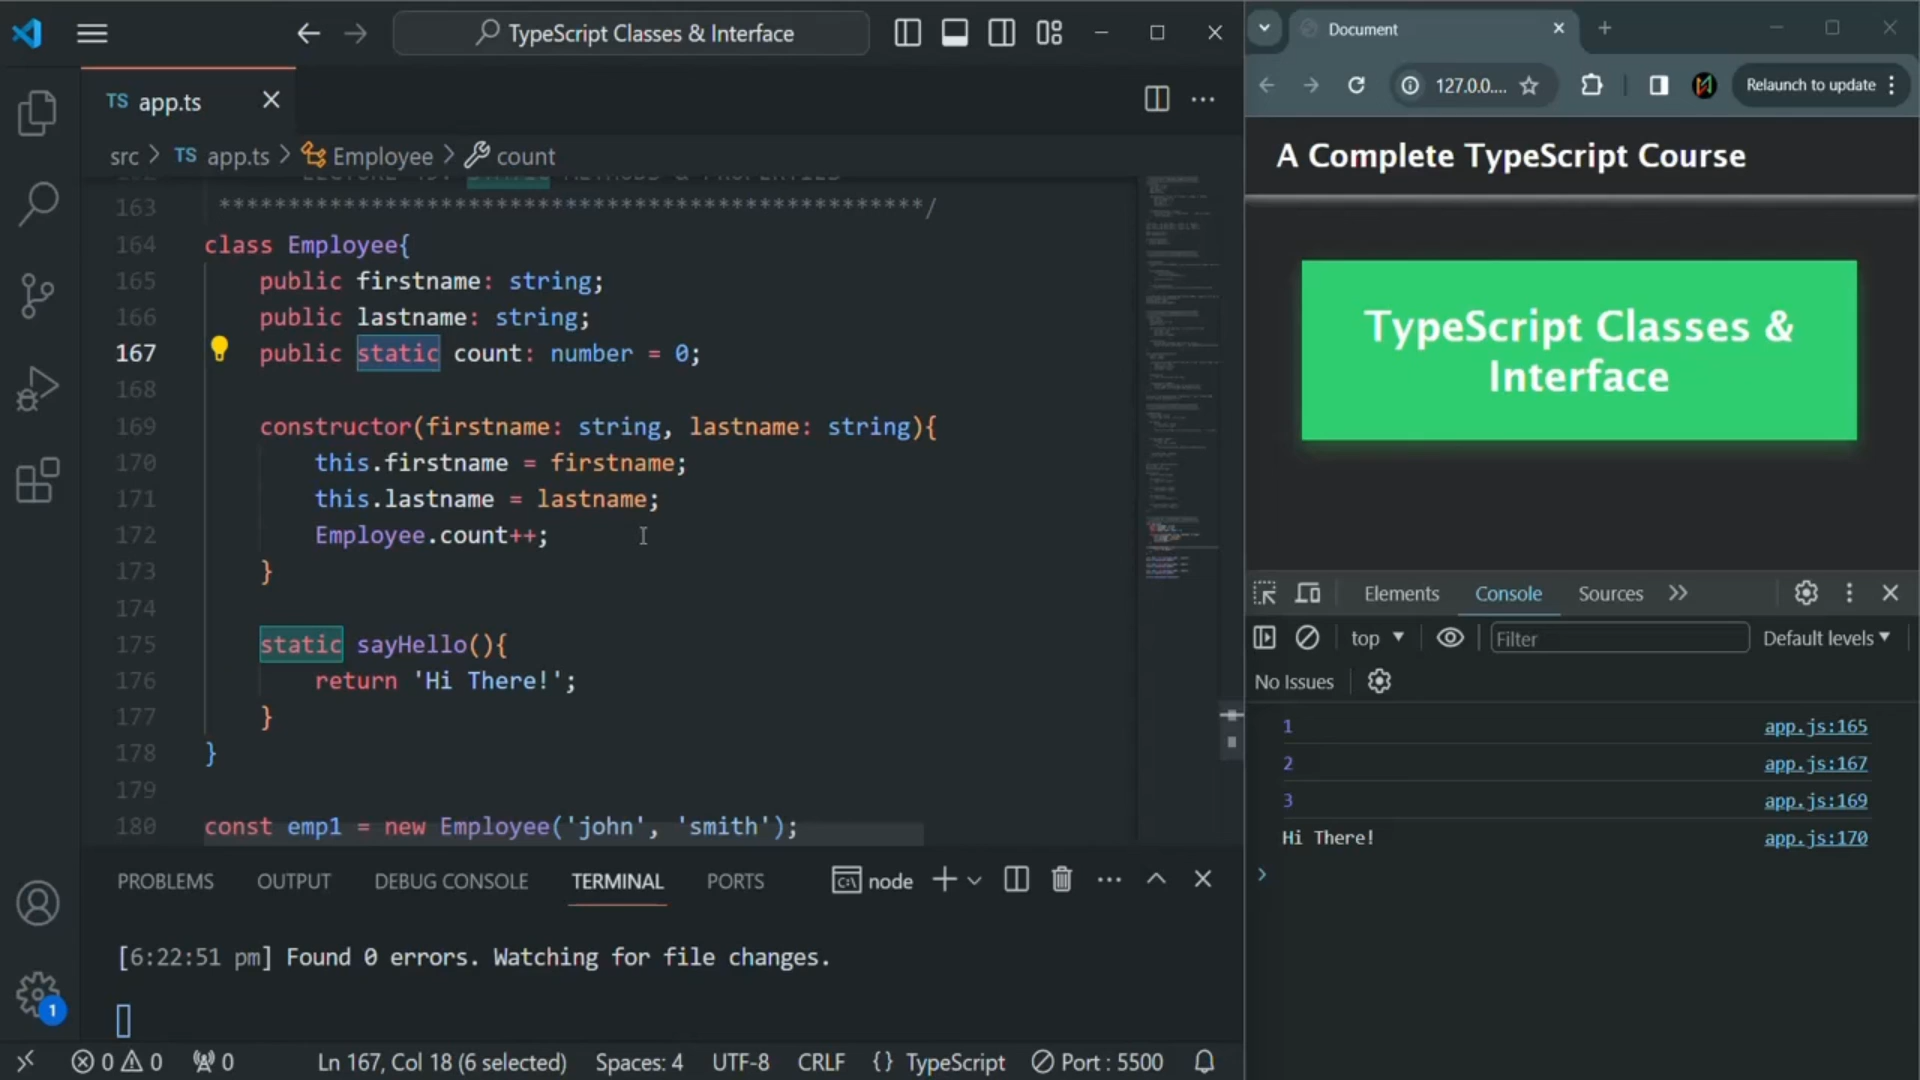 TypeScript Classes & Interface
TS app.ts
src > TS app.ts > Employee > count
163 ***************************************************/
164 class Employee{
165 public firstname: string;
166 public lastname: string;
167 public static count: number = 0;
168
169 constructor(firstname: string, lastname: string){
170 this.firstname = firstname;
171 this.lastname = lastname;
172 Employee.count++;
173 }
174
175 static sayHello(){
176 return 'Hi There!';
177 }
178 }
179
180 const emp1 = new Employee('john', 'smith');
PROBLEMS OUTPUT DEBUG CONSOLE TERMINAL PORTS node
[6:22:51 pm] Found 0 errors. Watching for file changes.
1
0 0 0 Ln 167, Col 18 (6 selected) Spaces: 4 UTF-8 CRLF {} TypeScript Port : 5500
Document
127.0.0.... Relaunch to update
A Complete TypeScript Course
TypeScript Classes &
Interface
Elements Console Sources
top Filter Default levels
No Issues
1 app.js:165
2 app.js:167
3 app.js:169
Hi There! app.js:170